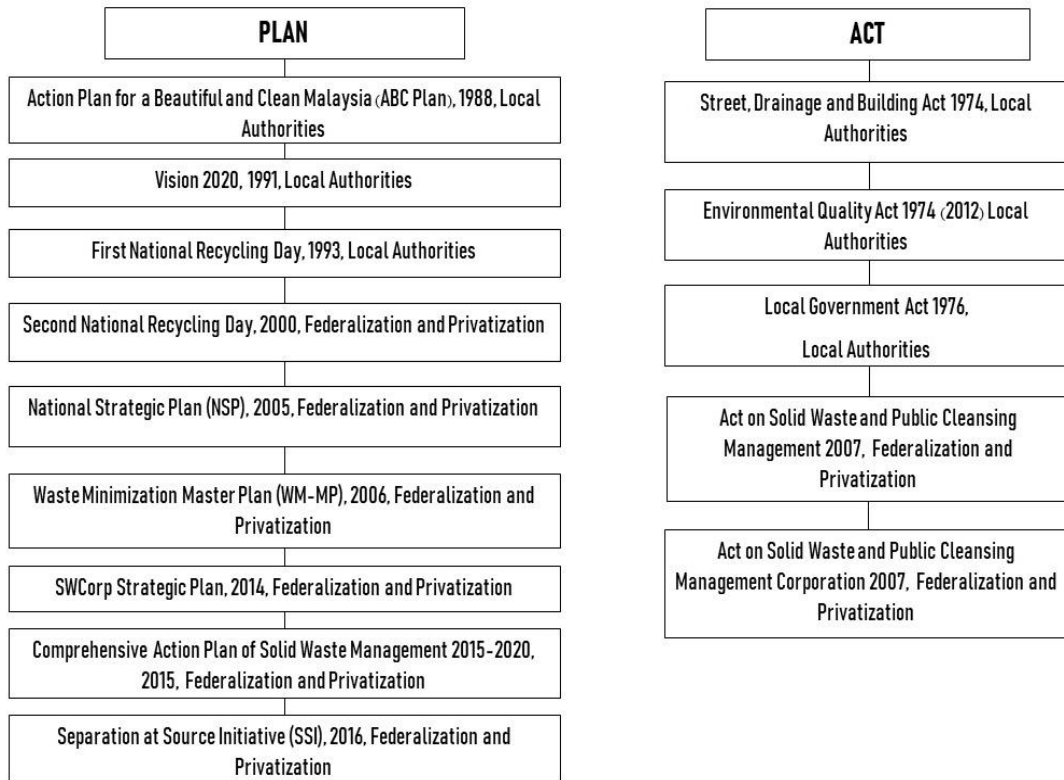 PLAN
Action Plan for a Beautiful and Clean Malaysia (ABC Plan), 1988, Local
Authorities
Vision 2020, 1991, Local Authorities
First National Recycling Day, 1993, Local Authorities
Second National Recycling Day, 2000, Federalization and Privatization
National Strategic Plan (NSP), 2005, Federalization and Privatization
Waste Minimization Master Plan (WM-MP), 2006, Federalization and
Privatization
SWCorp Strategic Plan, 2014, Federalization and Privatization
Comprehensive Action Plan of Solid Waste Management 2015-2020,
2015, Federalization and Privatization
Separation at Source Initiative (SSI), 2016, Federalization and
Privatization
ACT
Street, Drainage and Building Act 1974, Local
Authorities
Environmental Quality Act 1974 (2012) Local
Authorities
Local Government Act 1976,
Local Authorities
Act on Solid Waste and Public Cleansing
Management 2007, Federalization and
Privatization
Act on Solid Waste and Public Cleansing
Management Corporation 2007, Federalization and
Privatization